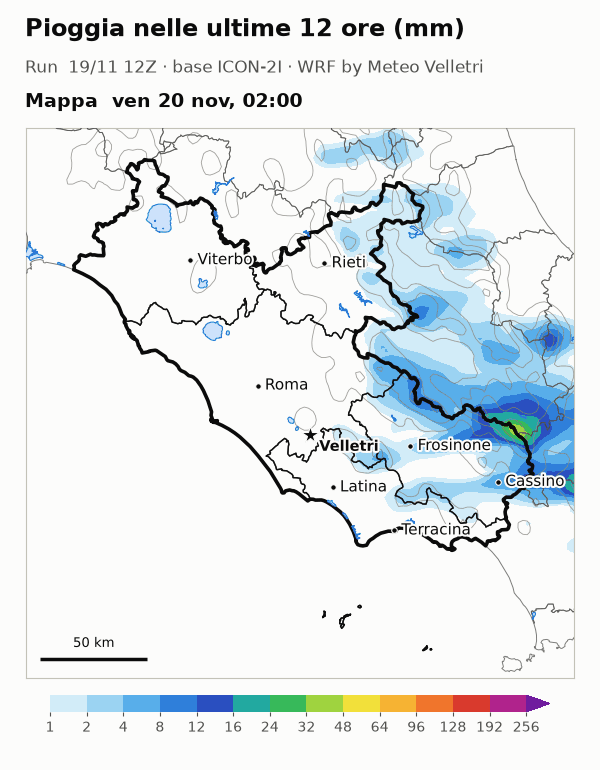 Pioggia nelle ultime 12 ore (mm)
Run 19/11 12Z · base ICON-2I · WRF by Meteo Velletri
Mappa ven 20 nov, 02:00
Viterbo
Rieti
Roma
Velletri
Frosinone
Latina
Cassino
Terracina
50 km
1 2 4 8 12 16 24 32 48 64 96 128 192 256